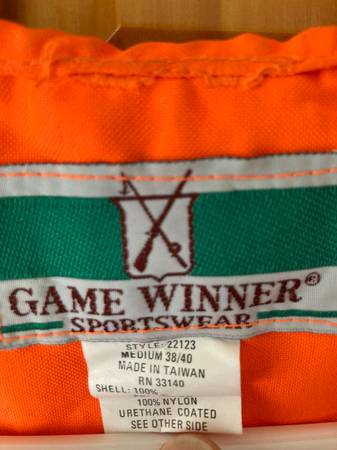 GAME WINNER®
SPORTSWEAR
STYLE: 22123
MEDIUM 38/40
MADE IN TAIWAN
RN 33140
SHELL: 100%
100% NYLON
URETHANE COATED
SEE OTHER SIDE